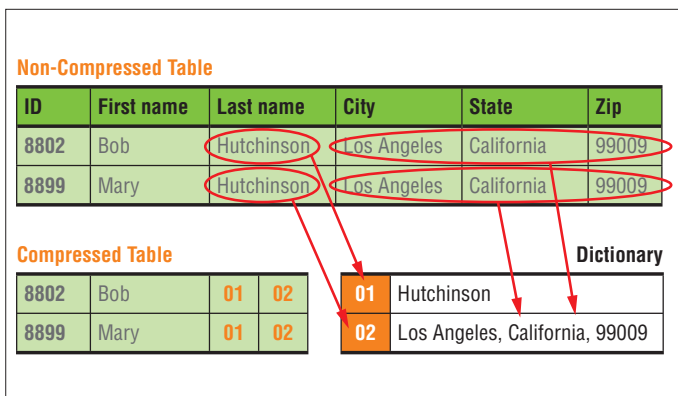 Non-Compressed Table
ID First name Last name City State Zip
8802 Bob Hutchinson Los Angeles California 99009
8899 Mary Hutchinson Los Angeles California 99009
Compressed Table Dictionary
8802 Bob 01 02 01 Hutchinson
8899 Mary 01 02 02 Los Angeles, California, 99009